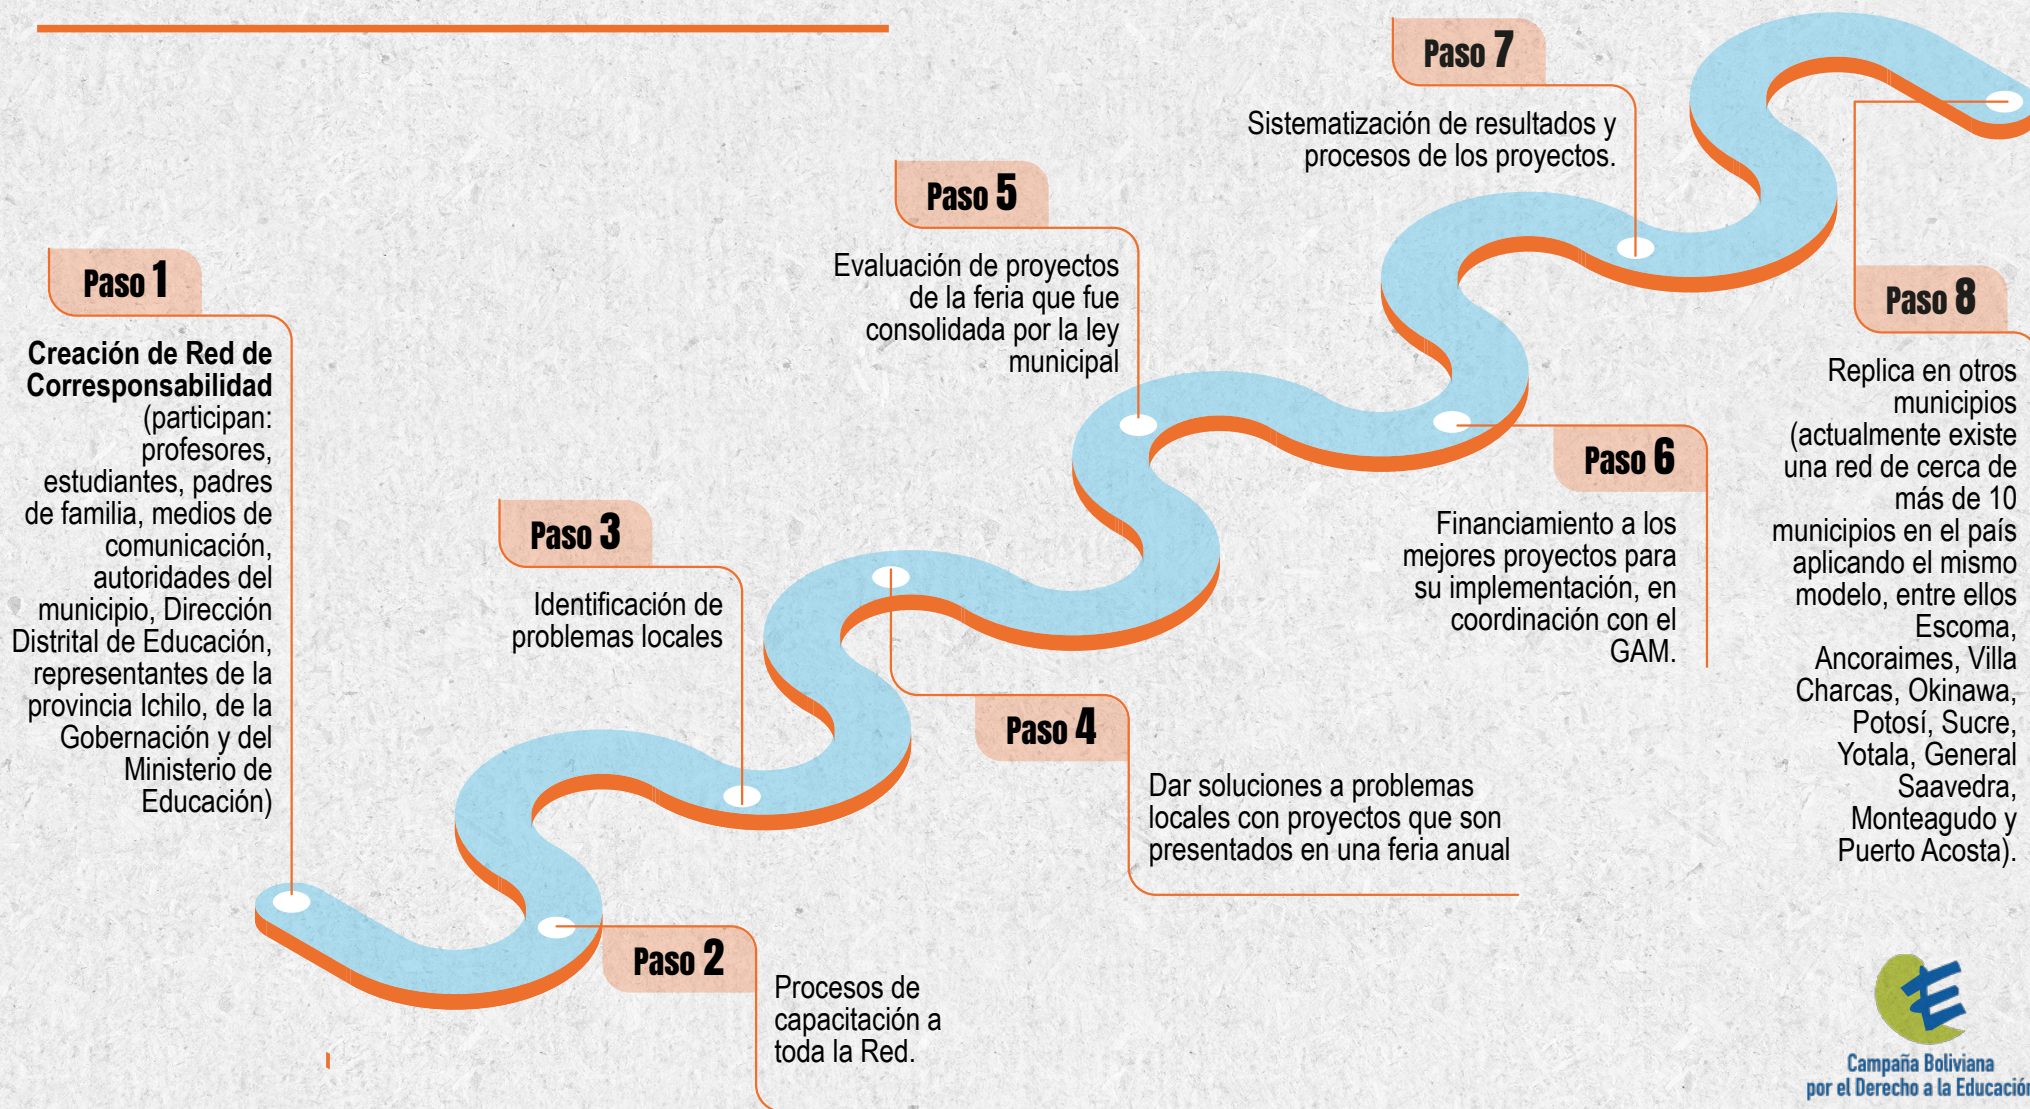 Paso 1
Creación de Red de
Corresponsabilidad
(participan:
profesores,
estudiantes, padres
de familia, medios de
comunicación,
autoridades del
municipio, Dirección
Distrital de Educación,
representantes de la
provincia Ichilo, de la
Gobernación y del
Ministerio de
Educación)
Paso 2
Procesos de
capacitación a
toda la Red.
Paso 3
Identificación de
problemas locales
Paso 4
Dar soluciones a problemas
locales con proyectos que son
presentados en una feria anual
Paso 5
Evaluación de proyectos
de la feria que fue
consolidada por la ley
municipal
Paso 6
Financiamiento a los
mejores proyectos para
su implementación, en
coordinación con el
GAM.
Paso 7
Sistematización de resultados y
procesos de los proyectos.
Paso 8
Replica en otros
municipios
(actualmente existe
una red de cerca de
más de 10
municipios en el país
aplicando el mismo
modelo, entre ellos
Escoma,
Ancoraimes, Villa
Charcas, Okinawa,
Potosí, Sucre,
Yotala, General
Saavedra,
Monteagudo y
Puerto Acosta).
Campaña Boliviana
por el Derecho a la Educación